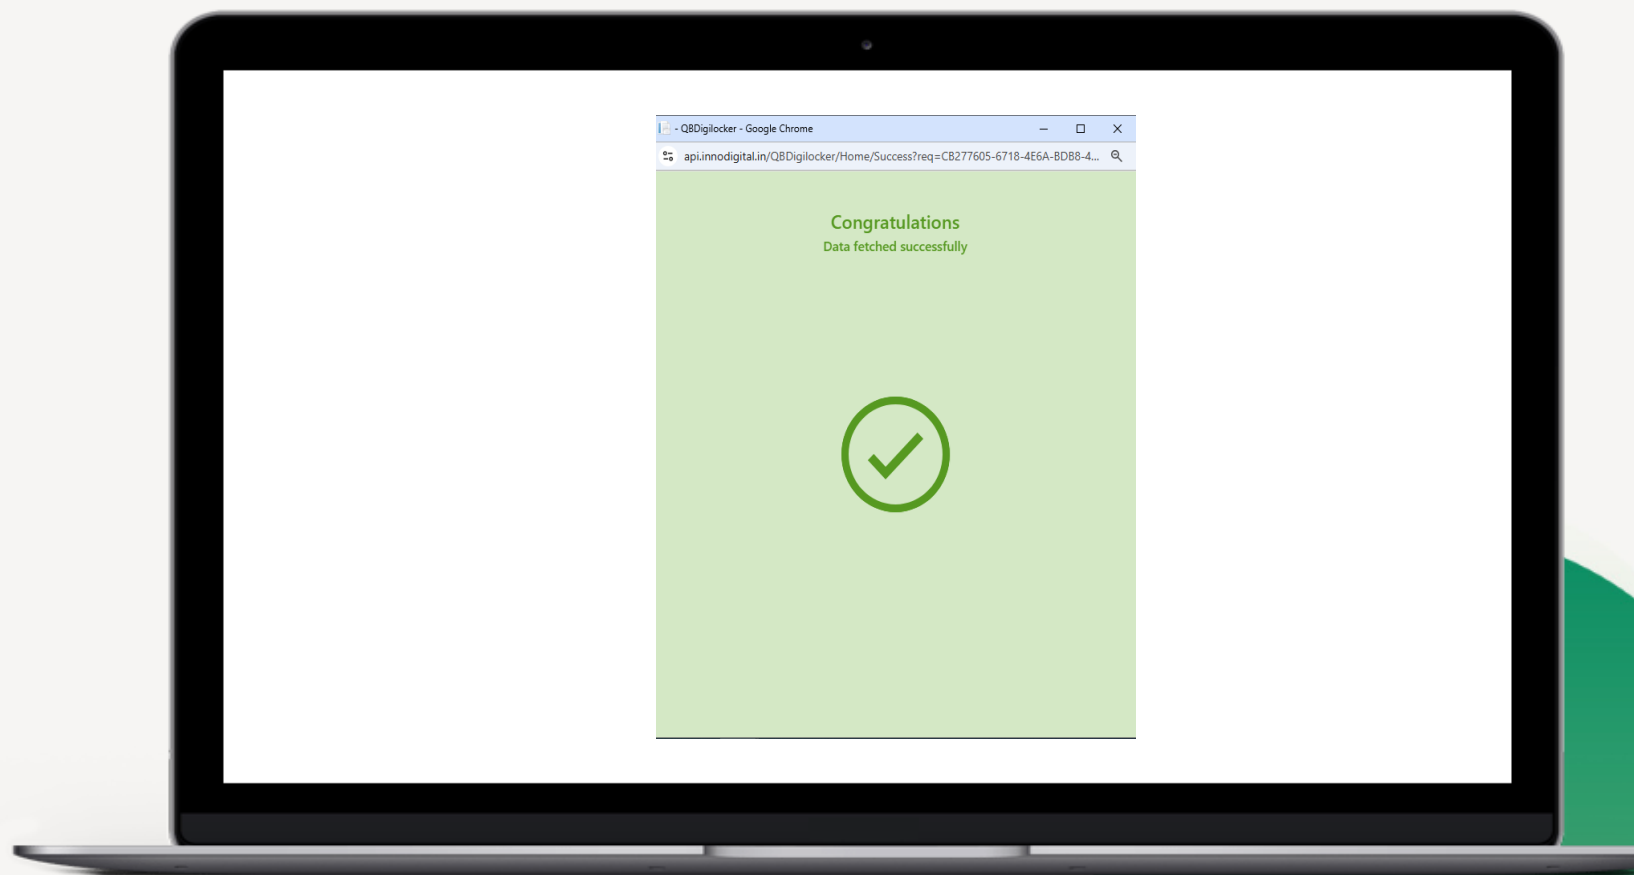 - QBDigilocker - Google Chrome
api.innodigital.in/QBDigilocker/Home/Success?req=CB277605-6718-4E6A-BDB8-4...
Congratulations
Data fetched successfully